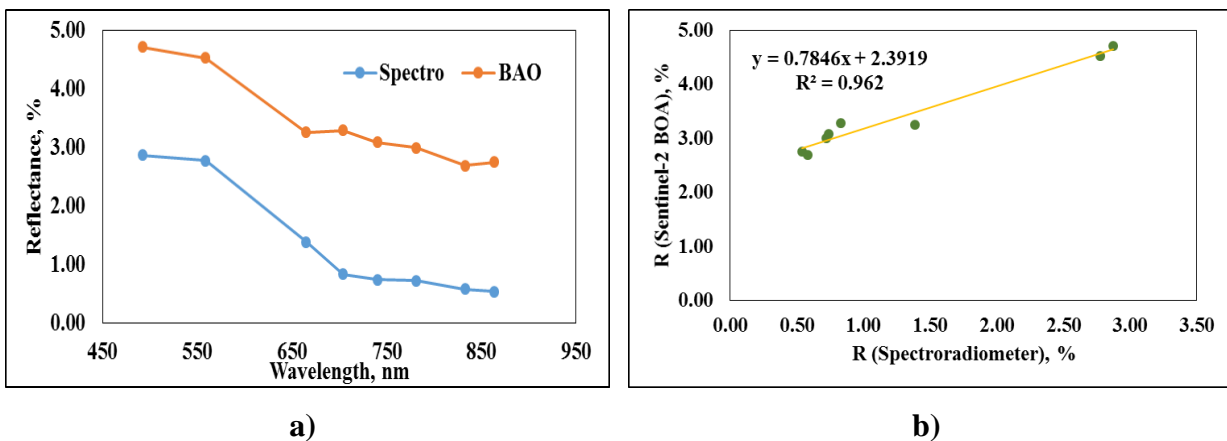 5.00
4.00
3.00
2.00
1.00
0.00
Reflectance, %
Spectro BAO
450 550 650 750 850 950
Wavelength, nm
a)
5.00
4.00
3.00
2.00
1.00
0.00
R (Sentinel-2 BOA), %
y = 0.7846x + 2.3919
R² = 0.962
0.00 0.50 1.00 1.50 2.00 2.50 3.00 3.50
R (Spectroradiometer), %
b)